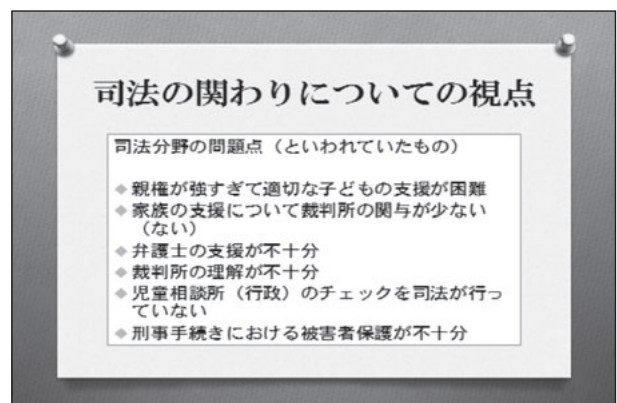 司法の関わりについての視点
司法分野の問題点（といわれていたもの）
◆親権が強すぎて適切な子どもの支援が困難
◆家族の支援について裁判所の関与が少ない
（ない）
◆弁護士の支援が不十分
◆裁判所の理解が不十分
◆児童相談所（行政）のチェックを司法が行っ
ていない
◆刑事手続きにおける被害者保護が不十分